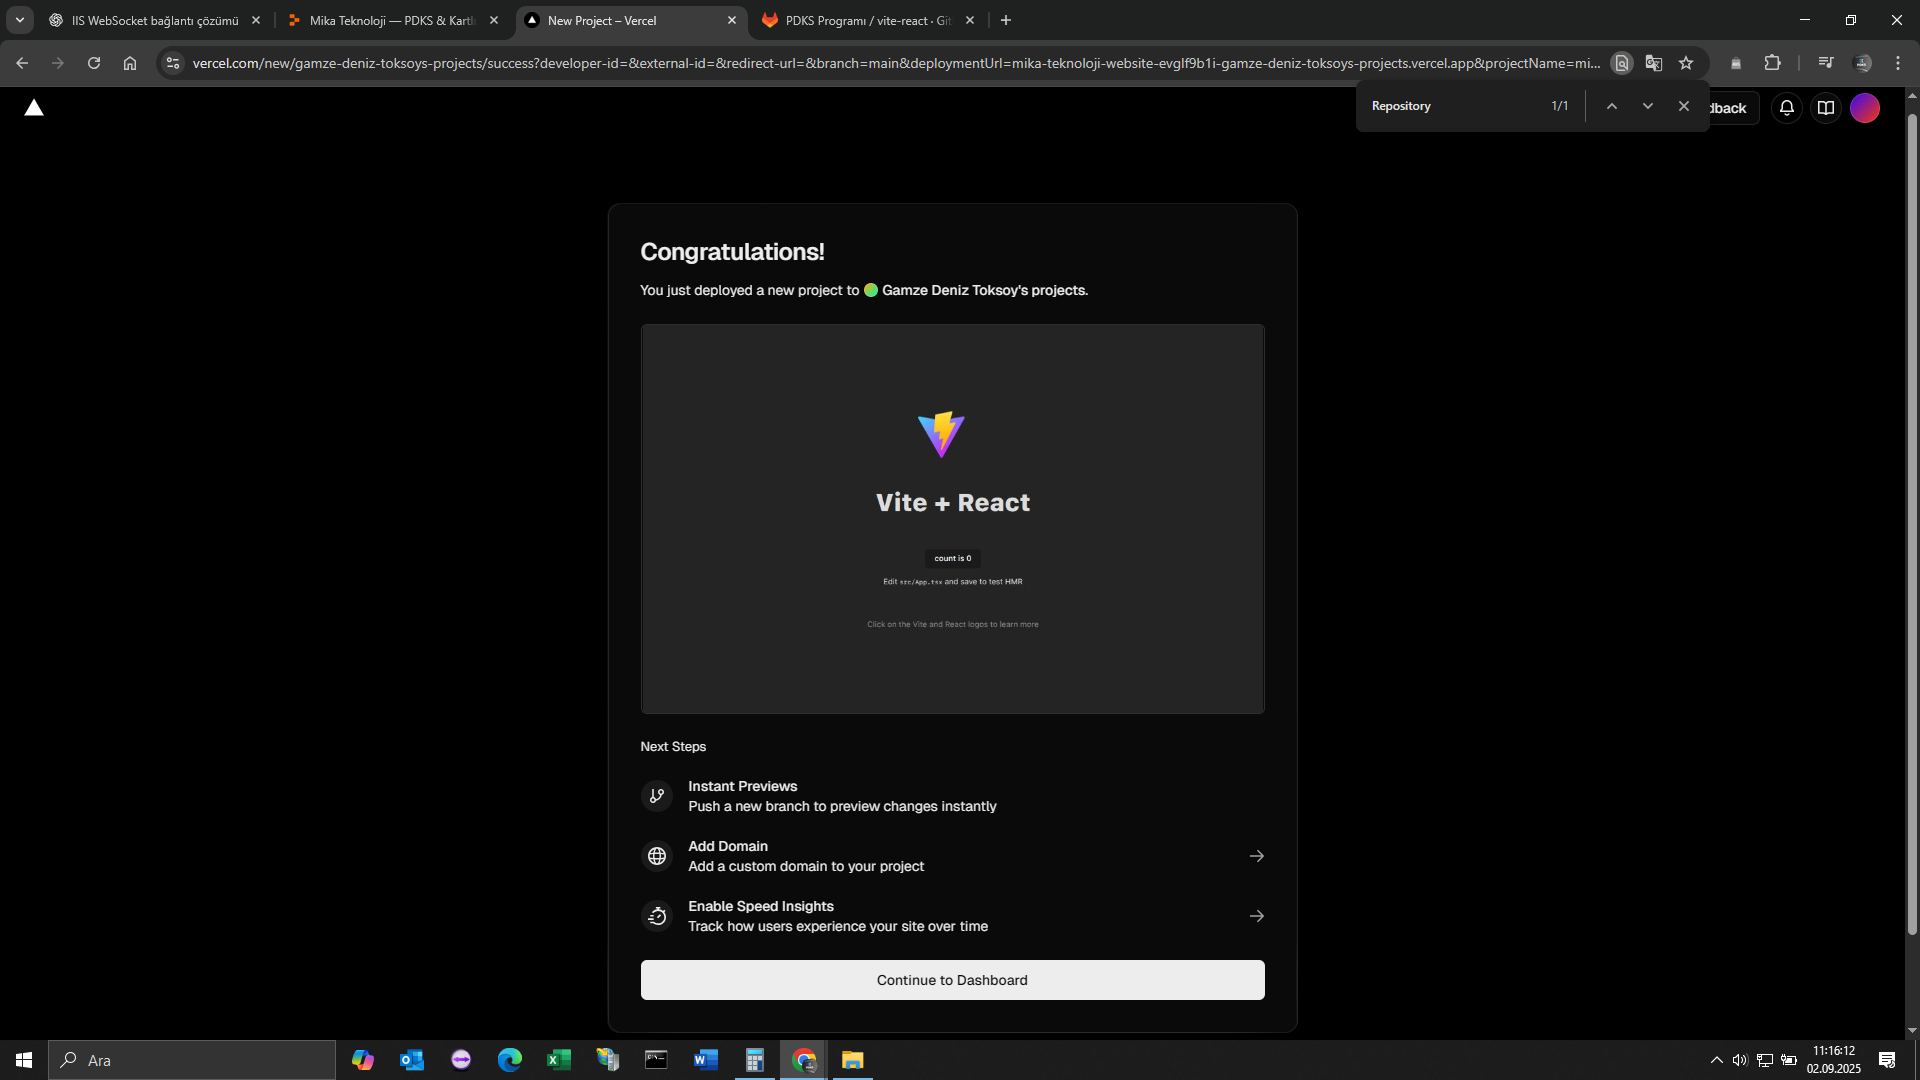 IIS WebSocket bağlantı çözümü
Mika Teknoloji — PDKS & Kartl
New Project – Vercel
PDKS Programı / vite-react · Git
vercel.com/new/gamze-deniz-toksoys-projects/success?developer-id=&external-id=&redirect-url=&branch=main&deploymentUrl=mika-teknoloji-website-evglf9b1i-gamze-deniz-toksoys-projects.vercel.app&projectName=mi...
Repository
1/1
dback
Congratulations!
You just deployed a new project to Gamze Deniz Toksoy's projects.
Vite + React
count is 0
Edit src/App.tsx and save to test HMR
Click on the Vite and React logos to learn more
Next Steps
Instant Previews
Push a new branch to preview changes instantly
Add Domain
Add a custom domain to your project
Enable Speed Insights
Track how users experience your site over time
Continue to Dashboard
Ara
11:16:12
02.09.2025